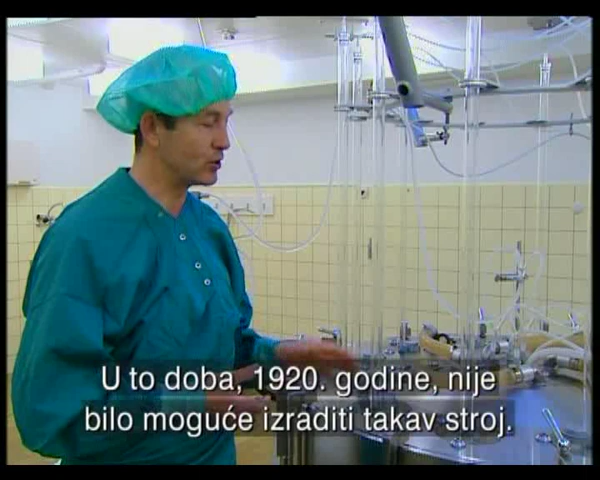 U to doba, 1920. godine, nije
bilo moguće izraditi takav stroj.